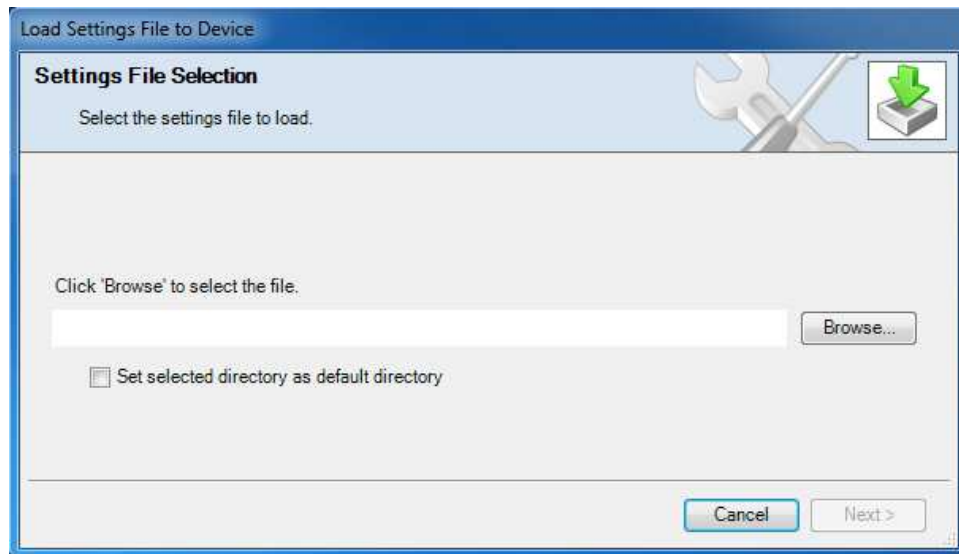 Load Settings File to Device
Settings File Selection
Select the settings file to load.
Click 'Browse' to select the file.
Browse...
Set selected directory as default directory
Cancel
Next >